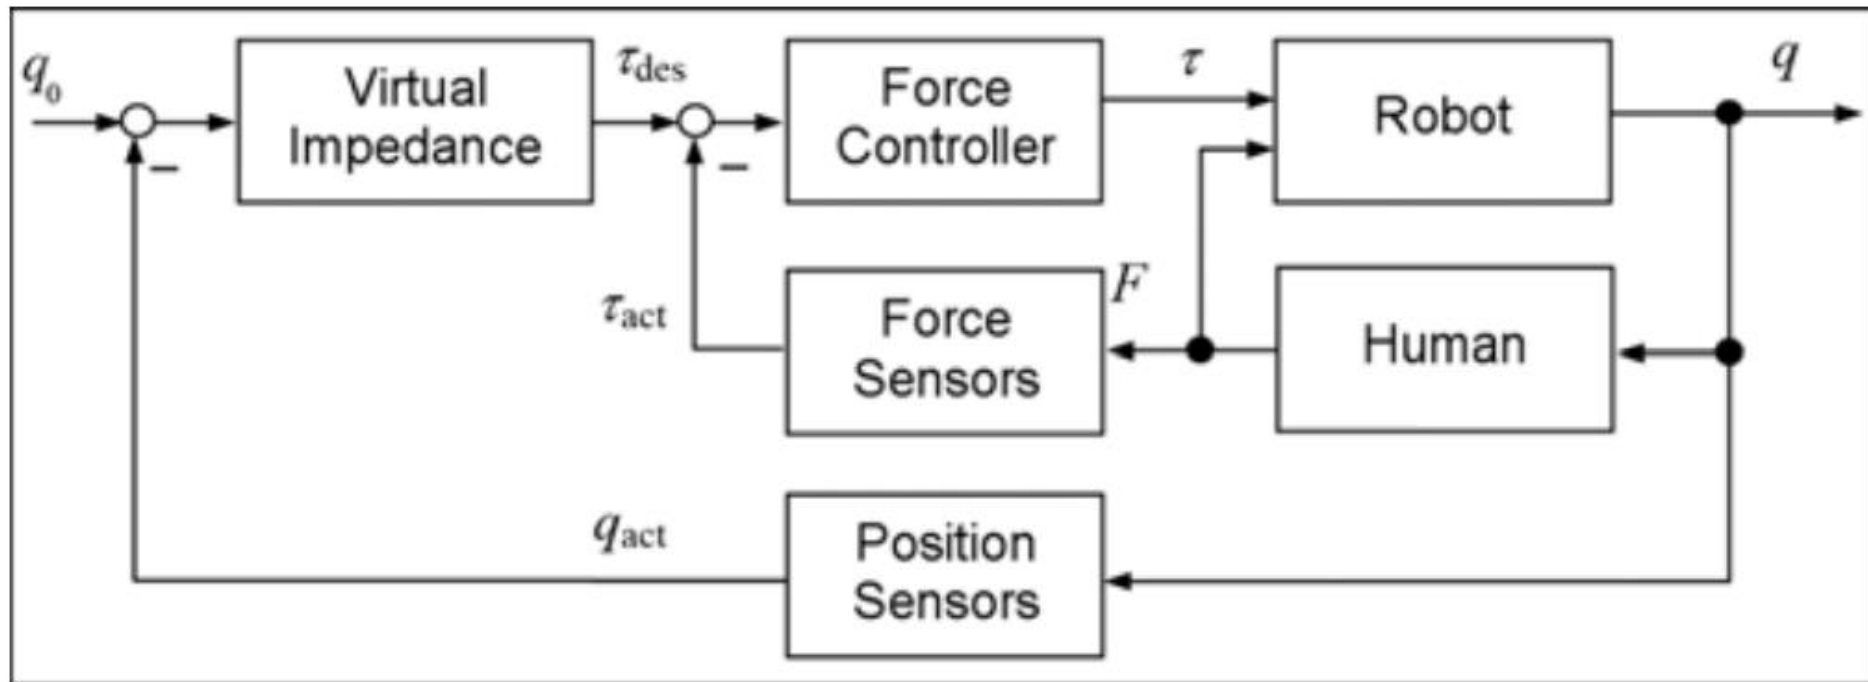 q₀
Virtual
Impedance
τdes
Force
Controller
τ
Robot
q
−
−
τact
Force
Sensors
F
Human
qact
Position
Sensors